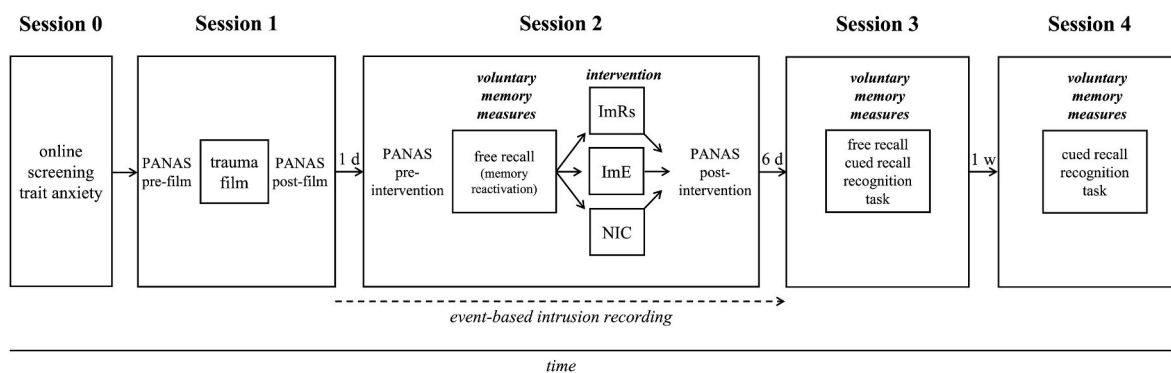 Session 0
online
screening
trait anxiety
Session 1
PANAS
pre-film
trauma
film
PANAS
post-film
1 d
Session 2
PANAS
pre-
intervention
voluntary
memory
measures
free recall
(memory
reactivation)
intervention
ImRs
ImE
NIC
PANAS
post-
intervention
6 d
Session 3
voluntary
memory
measures
free recall
cued recall
recognition
task
1 w
Session 4
voluntary
memory
measures
cued recall
recognition
task
event-based intrusion recording
time